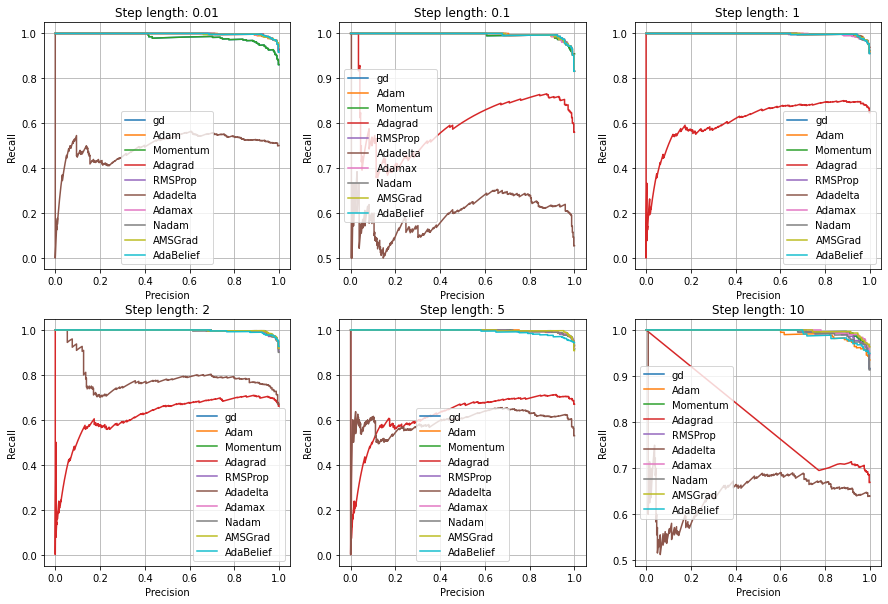 Step length: 0.01
1.0
0.8
0.6
0.4
0.2
0.0
Recall
gd
Adam
Momentum
Adagrad
RMSProp
Adadelta
Adamax
Nadam
AMSGrad
AdaBelief
0.0 0.2 0.4 0.6 0.8 1.0
Precision
Step length: 0.1
1.0
0.9
0.8
0.7
0.6
0.5
Recall
gd
Adam
Momentum
Adagrad
RMSProp
Adadelta
Adamax
Nadam
AMSGrad
AdaBelief
0.0 0.2 0.4 0.6 0.8 1.0
Precision
Step length: 1
1.0
0.8
0.6
0.4
0.2
0.0
Recall
gd
Adam
Momentum
Adagrad
RMSProp
Adadelta
Adamax
Nadam
AMSGrad
AdaBelief
0.0 0.2 0.4 0.6 0.8 1.0
Precision
Step length: 2
1.0
0.8
0.6
0.4
0.2
0.0
Recall
gd
Adam
Momentum
Adagrad
RMSProp
Adadelta
Adamax
Nadam
AMSGrad
AdaBelief
0.0 0.2 0.4 0.6 0.8 1.0
Precision
Step length: 5
1.0
0.8
0.6
0.4
0.2
0.0
Recall
gd
Adam
Momentum
Adagrad
RMSProp
Adadelta
Adamax
Nadam
AMSGrad
AdaBelief
0.0 0.2 0.4 0.6 0.8 1.0
Precision
Step length: 10
1.0
0.9
0.8
0.7
0.6
0.5
Recall
gd
Adam
Momentum
Adagrad
RMSProp
Adadelta
Adamax
Nadam
AMSGrad
AdaBelief
0.0 0.2 0.4 0.6 0.8 1.0
Precision